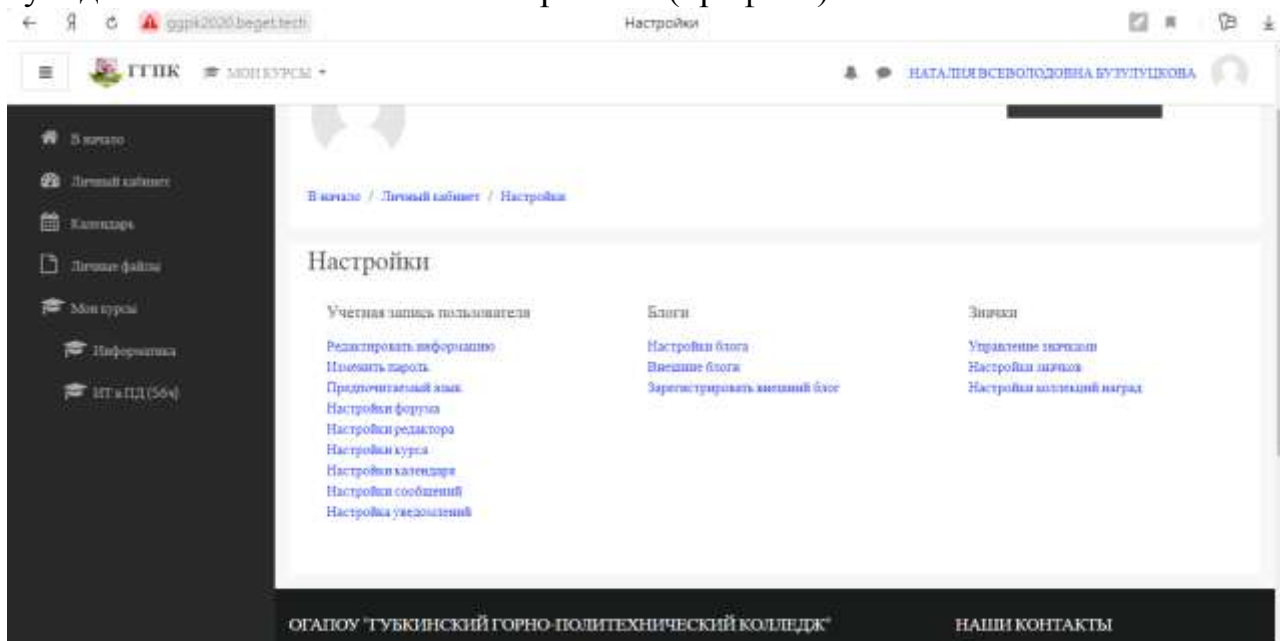 ggpk2020.beget.tech
Настройки
ГГПК
МОИ КУРСЫ
НАТАЛИЯ ВСЕВОЛОДОВНА БУЗУЛУЦКОВА
В начало
Личный кабинет
Календарь
Личные файлы
Мои курсы
Информатика
ИТ в ПД (56ч)
В начало / Личный кабинет / Настройки
Настройки
Учетная запись пользователя
Редактировать информацию
Изменить пароль
Предпочитаемый язык
Настройки форума
Настройки редактора
Настройки курса
Настройки календаря
Настройки сообщений
Настройка уведомлений
Блоги
Настройки блога
Внешние блоги
Зарегистрировать внешний блог
Значки
Управление значками
Настройки значков
Настройки коллекций наград
ОГАПОУ "ГУБКИНСКИЙ ГОРНО-ПОЛИТЕХНИЧЕСКИЙ КОЛЛЕДЖ"
НАШИ КОНТАКТЫ